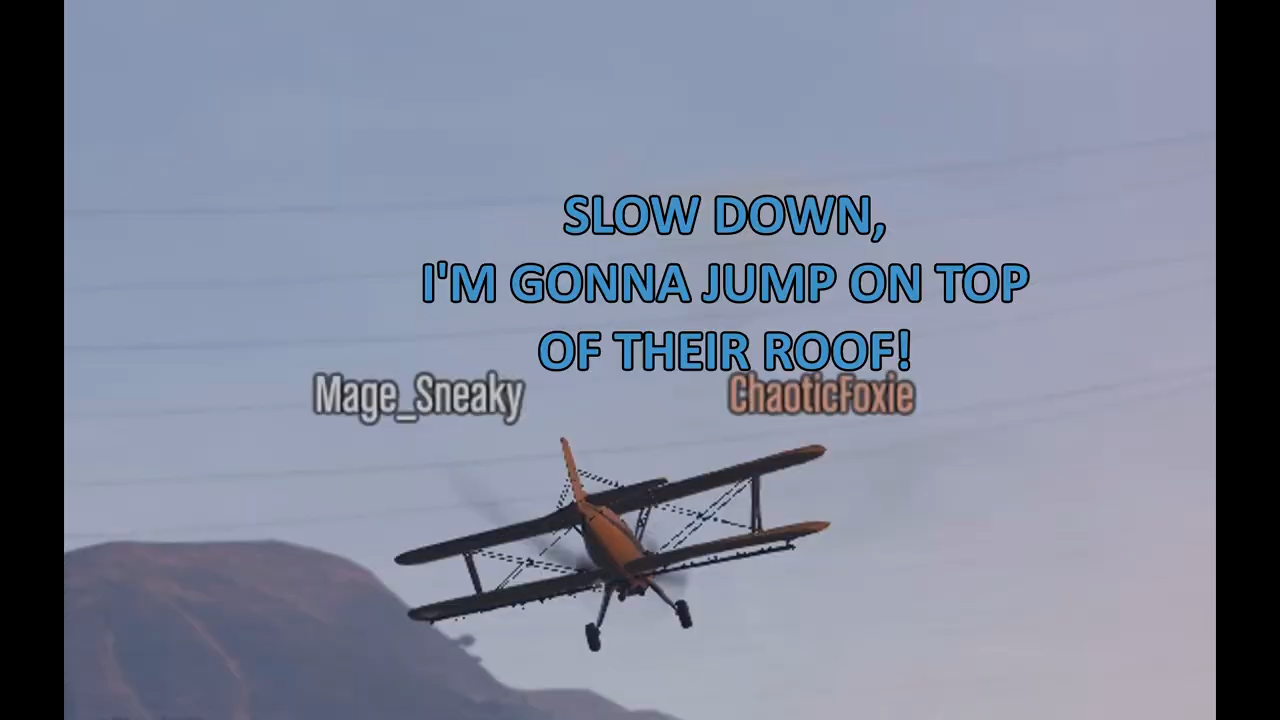 SLOW DOWN,
I'M GONNA JUMP ON TOP
OF THEIR ROOF!
Mage_Sneaky
ChaoticFoxie